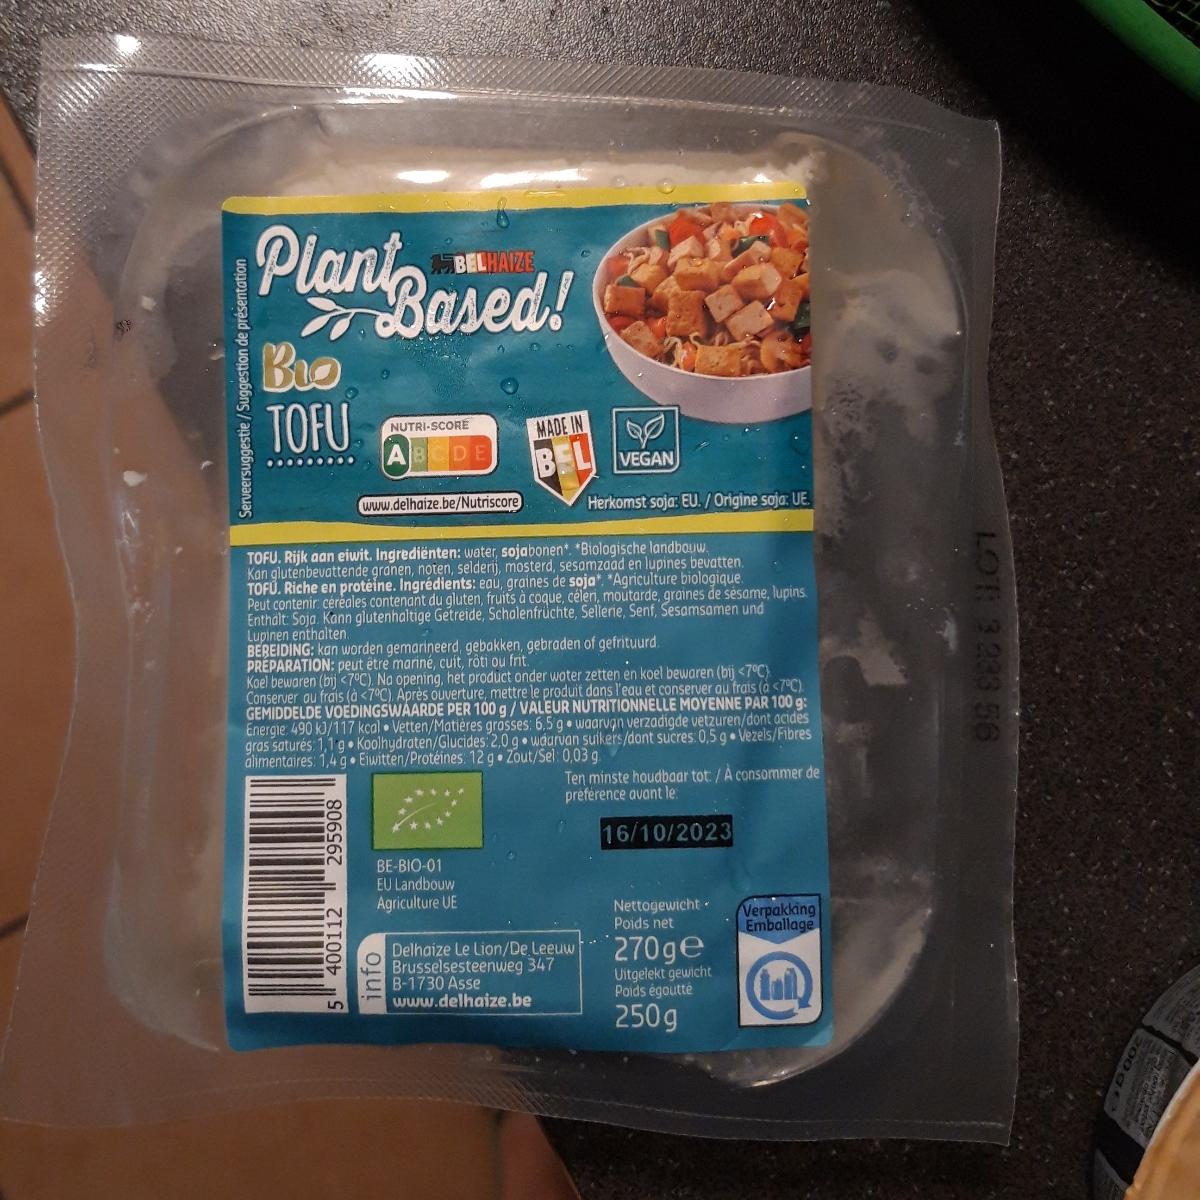 Serveersuggestie / Suggestion de présentation
Plant
BELHAIZE
Based!
Bio
TOFU
NUTRI-SCORE
A B C D E
www.delhaize.be/Nutriscore
MADE IN
BEL
VEGAN
Herkomst soja: EU. / Origine soja: UE.
TOFU. Rijk aan eiwit. Ingrediënten: water, sojabonen*. *Biologische landbouw.
Kan glutenbevattende granen, noten, selderij, mosterd, sesamzaad en lupines bevatten.
TOFU. Riche en protéine. Ingrédients: eau, graines de soja*. *Agriculture biologique.
Peut contenir: céréales contenant du gluten, fruits à coque, céleri, moutarde, graines de sésame, lupins.
Enthält: Soja. Kann glutenhaltige Getreide, Schalenfrüchte, Sellerie, Senf, Sesamsamen und
Lupinen enthalten.
BEREIDING: kan worden gemarineerd, gebakken, gebraden of gefrituurd.
PRÉPARATION: peut être mariné, cuit, rôti ou frit.
Koel bewaren (bij <7°C). Na opening, het product onder water zetten en koel bewaren (bij <7°C).
Conserver au frais (à <7°C). Après ouverture, mettre le produit dans l'eau et conserver au frais (à <7°C).
GEMIDDELDE VOEDINGSWAARDE PER 100 g / VALEUR NUTRITIONNELLE MOYENNE PAR 100 g:
Energie: 490 kJ/117 kcal • Vetten/Matières grasses: 6,5 g • waarvan verzadigde vetzuren/dont acides
gras saturés: 1,1 g • Koolhydraten/Glucides: 2,0 g • waarvan suikers/dont sucres: 0,5 g • Vezels/Fibres
alimentaires: 1,4 g • Eiwitten/Protéines: 12 g • Zout/Sel: 0,03 g.
Ten minste houdbaar tot: / À consommer de
préférence avant le:
16/10/2023
5 400112 295908
BE-BIO-01
EU Landbouw
Agriculture UE
info
Delhaize Le Lion/De Leeuw
Brusselsesteenweg 347
B-1730 Asse
www.delhaize.be
Nettogewicht
Poids net
270 g e
Uitgelekt gewicht
Poids égoutté
250 g
Verpakking
Emballage